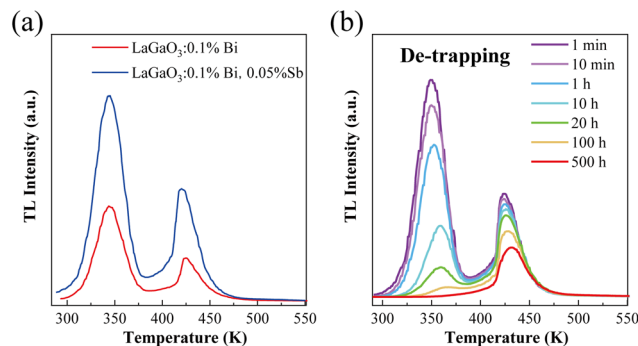 (a)
LaGaO₃:0.1% Bi
LaGaO₃:0.1% Bi, 0.05%Sb
TL Intensity (a.u.)
300 350 400 450 500 550
Temperature (K)
(b)
De-trapping
1 min
10 min
1 h
10 h
20 h
100 h
500 h
TL Intensity (a.u.)
300 350 400 450 500 550
Temperature (K)